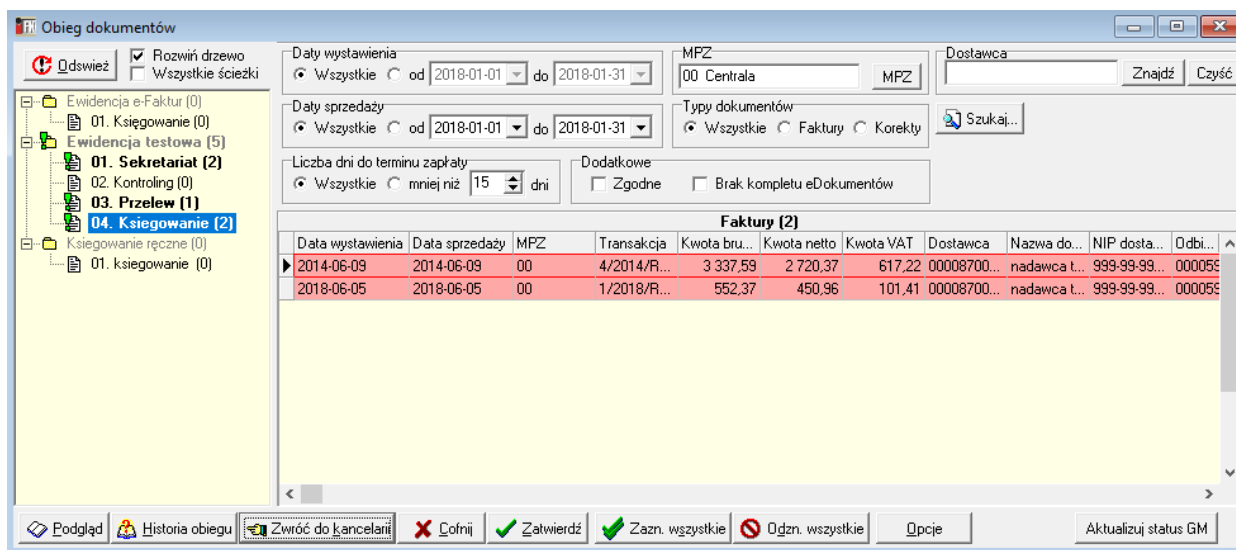 Obieg dokumentów
Odswież
Rozwiń drzewo
Wszystkie ścieżki
Ewidencja e-Faktur (0)
01. Księgowanie (0)
Ewidencja testowa (5)
01. Sekretariat (2)
02. Kontroling (0)
03. Przelew (1)
04. Ksiegowanie (2)
Ksiegowanie ręczne (0)
01. ksiegowanie (0)
Daty wystawienia
Wszystkie od 2018-01-01 do 2018-01-31
MPZ
00 Centrala MPZ
Dostawca
Znajdź Czyść
Daty sprzedaży
Wszystkie od 2018-01-01 do 2018-01-31
Typy dokumentów
Wszystkie Faktury Korekty
Szukaj...
Liczba dni do terminu zapłaty
Wszystkie mniej niż 15 dni
Dodatkowe
Zgodne Brak kompletu eDokumentów
Faktury (2)
Data wystawienia Data sprzedaży MPZ Transakcja Kwota bru... Kwota netto Kwota VAT Dostawca Nazwa do... NIP dosta... Odbi...
2014-06-09 2014-06-09 00 4/2014/R... 3 337,59 2 720,37 617,22 00008700... nadawca t... 999-99-99... 000059
2018-06-05 2018-06-05 00 1/2018/R... 552,37 450,96 101,41 00008700... nadawca t... 999-99-99... 000059
Podgląd Historia obiegu Zwróć do kancelarii Cofnij Zatwierdź Zazn. wszystkie Odzn. wszystkie Opcje Aktualizuj status GM